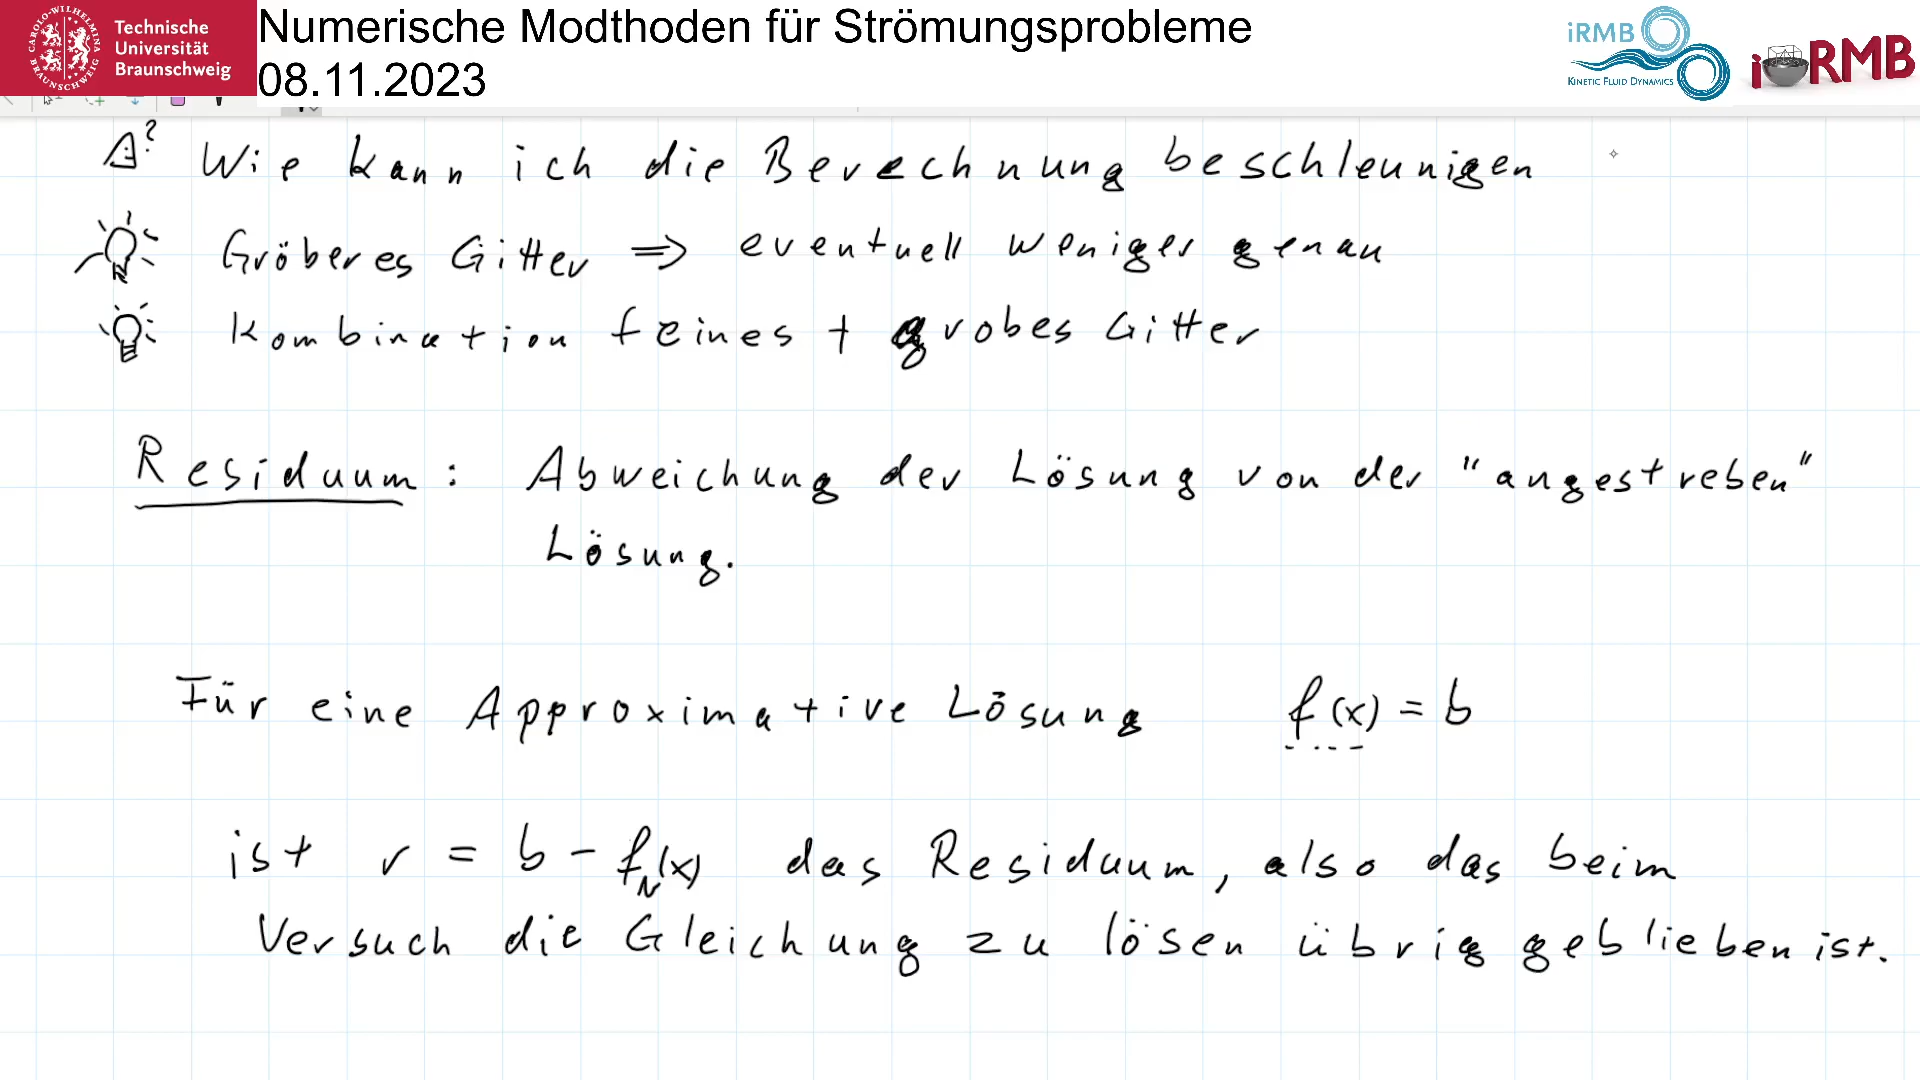 Technische
Universität
Braunschweig
CAROLO-WILHELMINA
BRAUNSCHWEIG
Numerische Modthoden für Strömungsprobleme
08.11.2023
iRMB
KINETIC FLUID DYNAMICS
iRMB
? Wie kann ich die Berechnung beschleunigen
Gröberes Gitter ⇒ eventuell weniger genau
Kombination feines + grobes Gitter
Residuum: Abweichung der Lösung von der "angestreben"
Lösung.
Für eine Approximative Lösung f(x) = b
ist r = b - f_N(x) das Residuum, also das beim
Versuch die Gleichung zu lösen übrig geblieben ist.